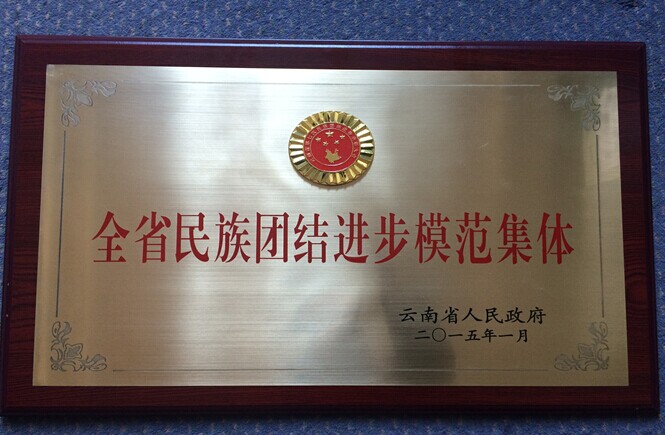 全省民族团结进步模范集体
云南省人民政府
二〇一五年一月